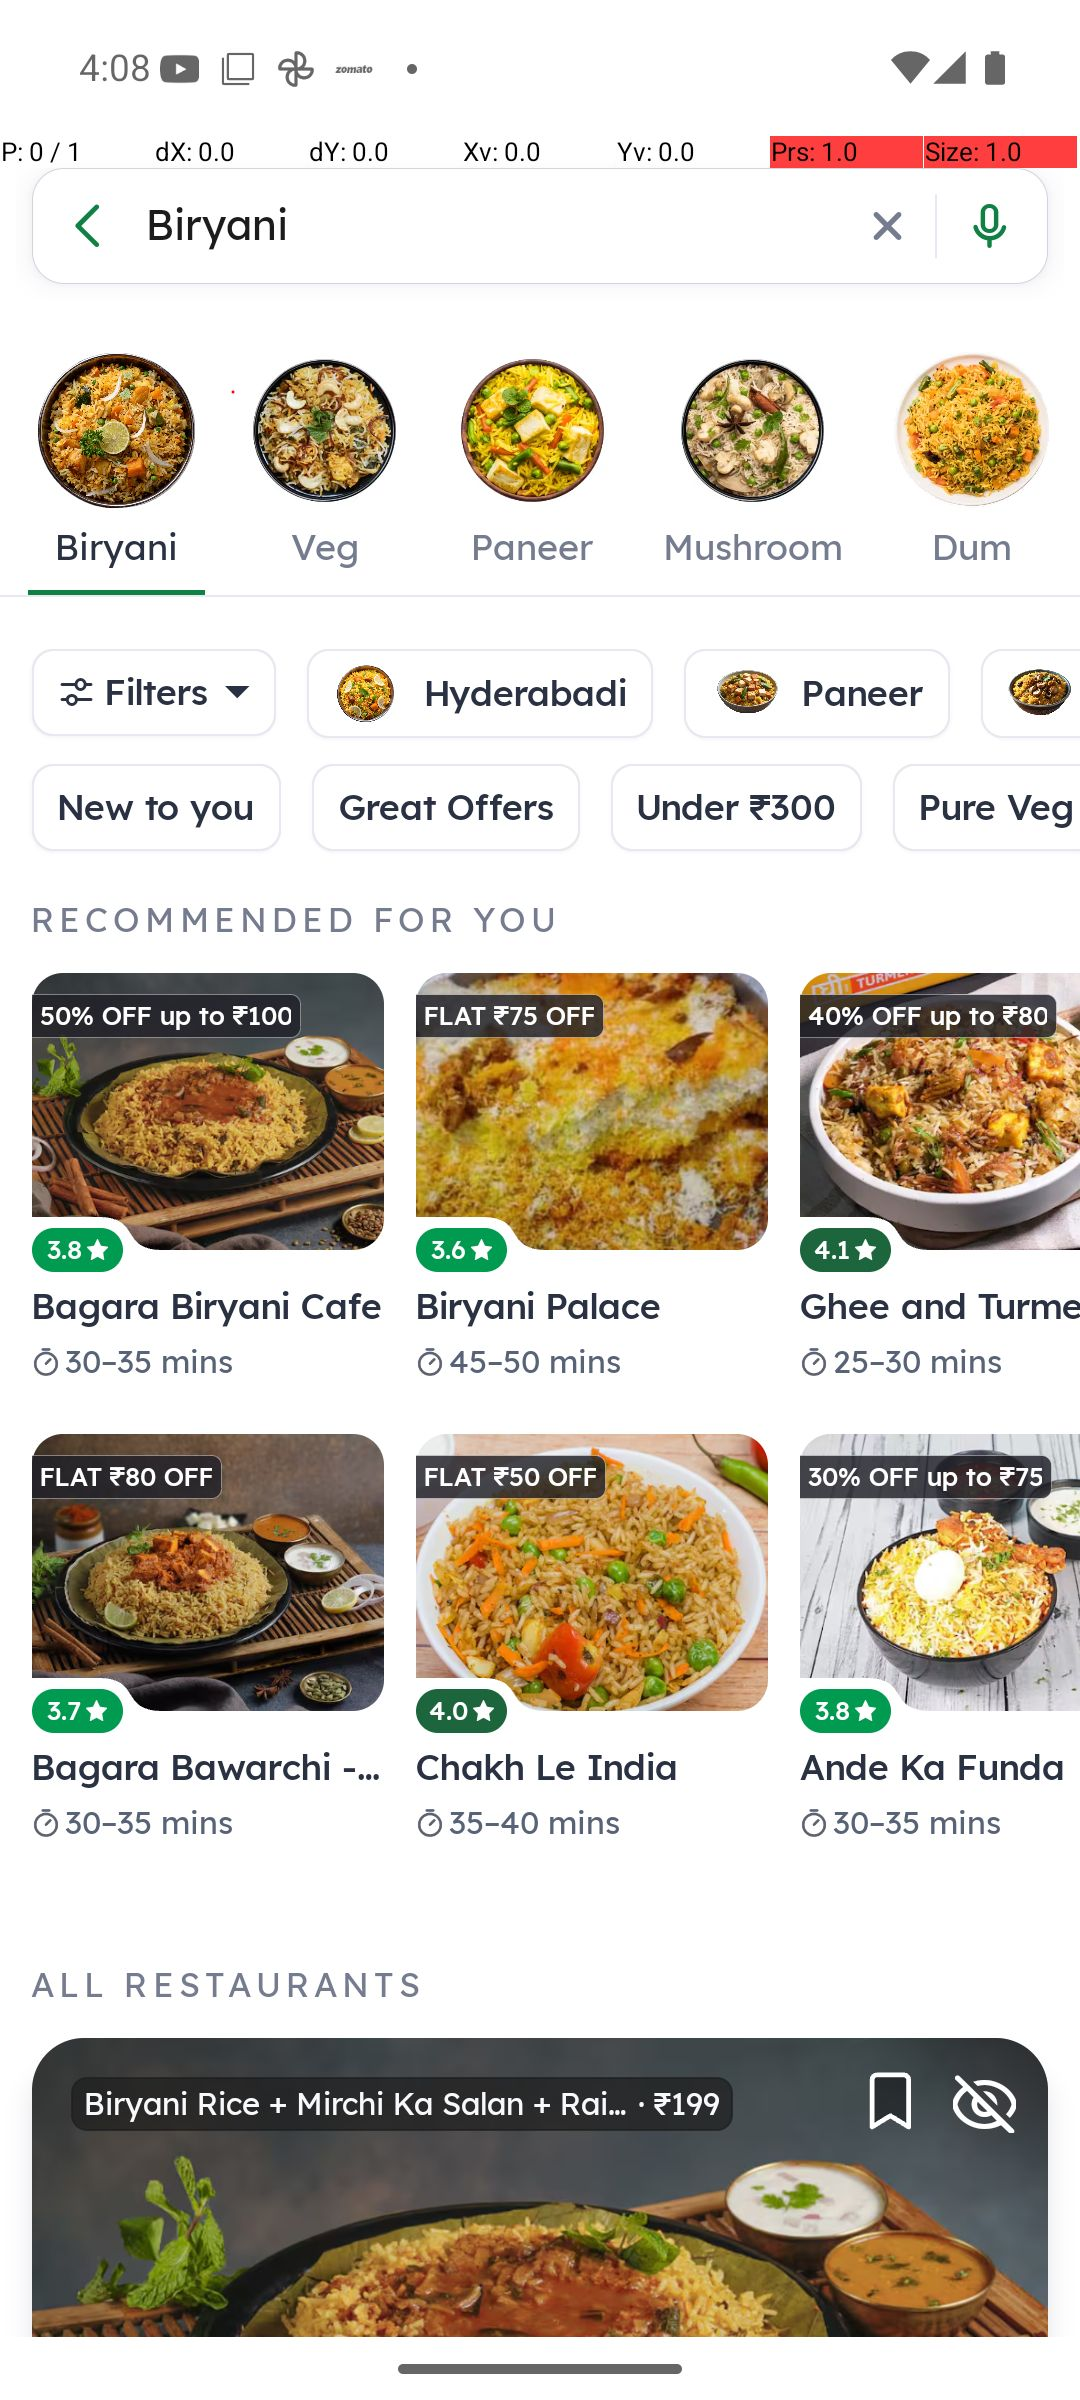 4:08 zomato
P: 0 / 1 dX: 0.0 dY: 0.0 Xv: 0.0 Yv: 0.0 Prs: 1.0 Size: 1.0
Biryani
Biryani Veg Paneer Mushroom Dum
Filters Hyderabadi Paneer
New to you Great Offers Under ₹300 Pure Veg
RECOMMENDED FOR YOU
50% OFF up to ₹100 FLAT ₹75 OFF 40% OFF up to ₹80
3.8 3.6 4.1
Bagara Biryani Cafe Biryani Palace Ghee and Turme
30–35 mins 45–50 mins 25–30 mins
FLAT ₹80 OFF FLAT ₹50 OFF 30% OFF up to ₹75
3.7 4.0 3.8
Bagara Bawarchi -... Chakh Le India Ande Ka Funda
30–35 mins 35–40 mins 30–35 mins
ALL RESTAURANTS
Biryani Rice + Mirchi Ka Salan + Rai... · ₹199